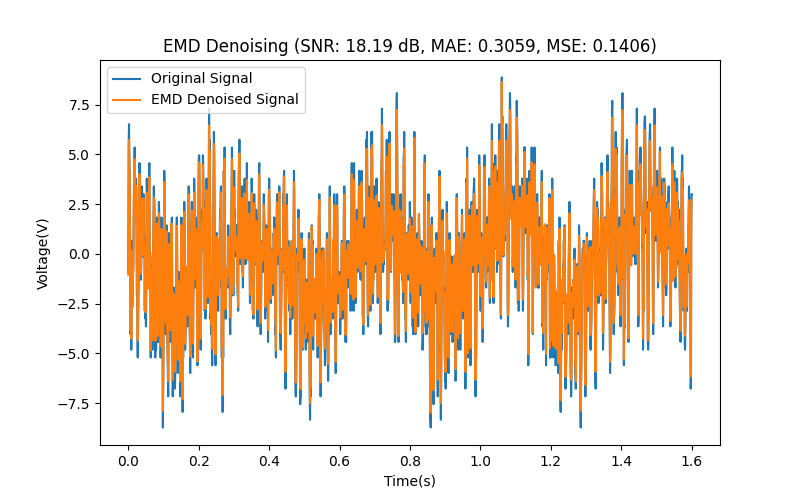 EMD Denoising (SNR: 18.19 dB, MAE: 0.3059, MSE: 0.1406)
Original Signal
EMD Denoised Signal
7.5
5.0
2.5
0.0
−2.5
−5.0
−7.5
Voltage(V)
0.0 0.2 0.4 0.6 0.8 1.0 1.2 1.4 1.6
Time(s)